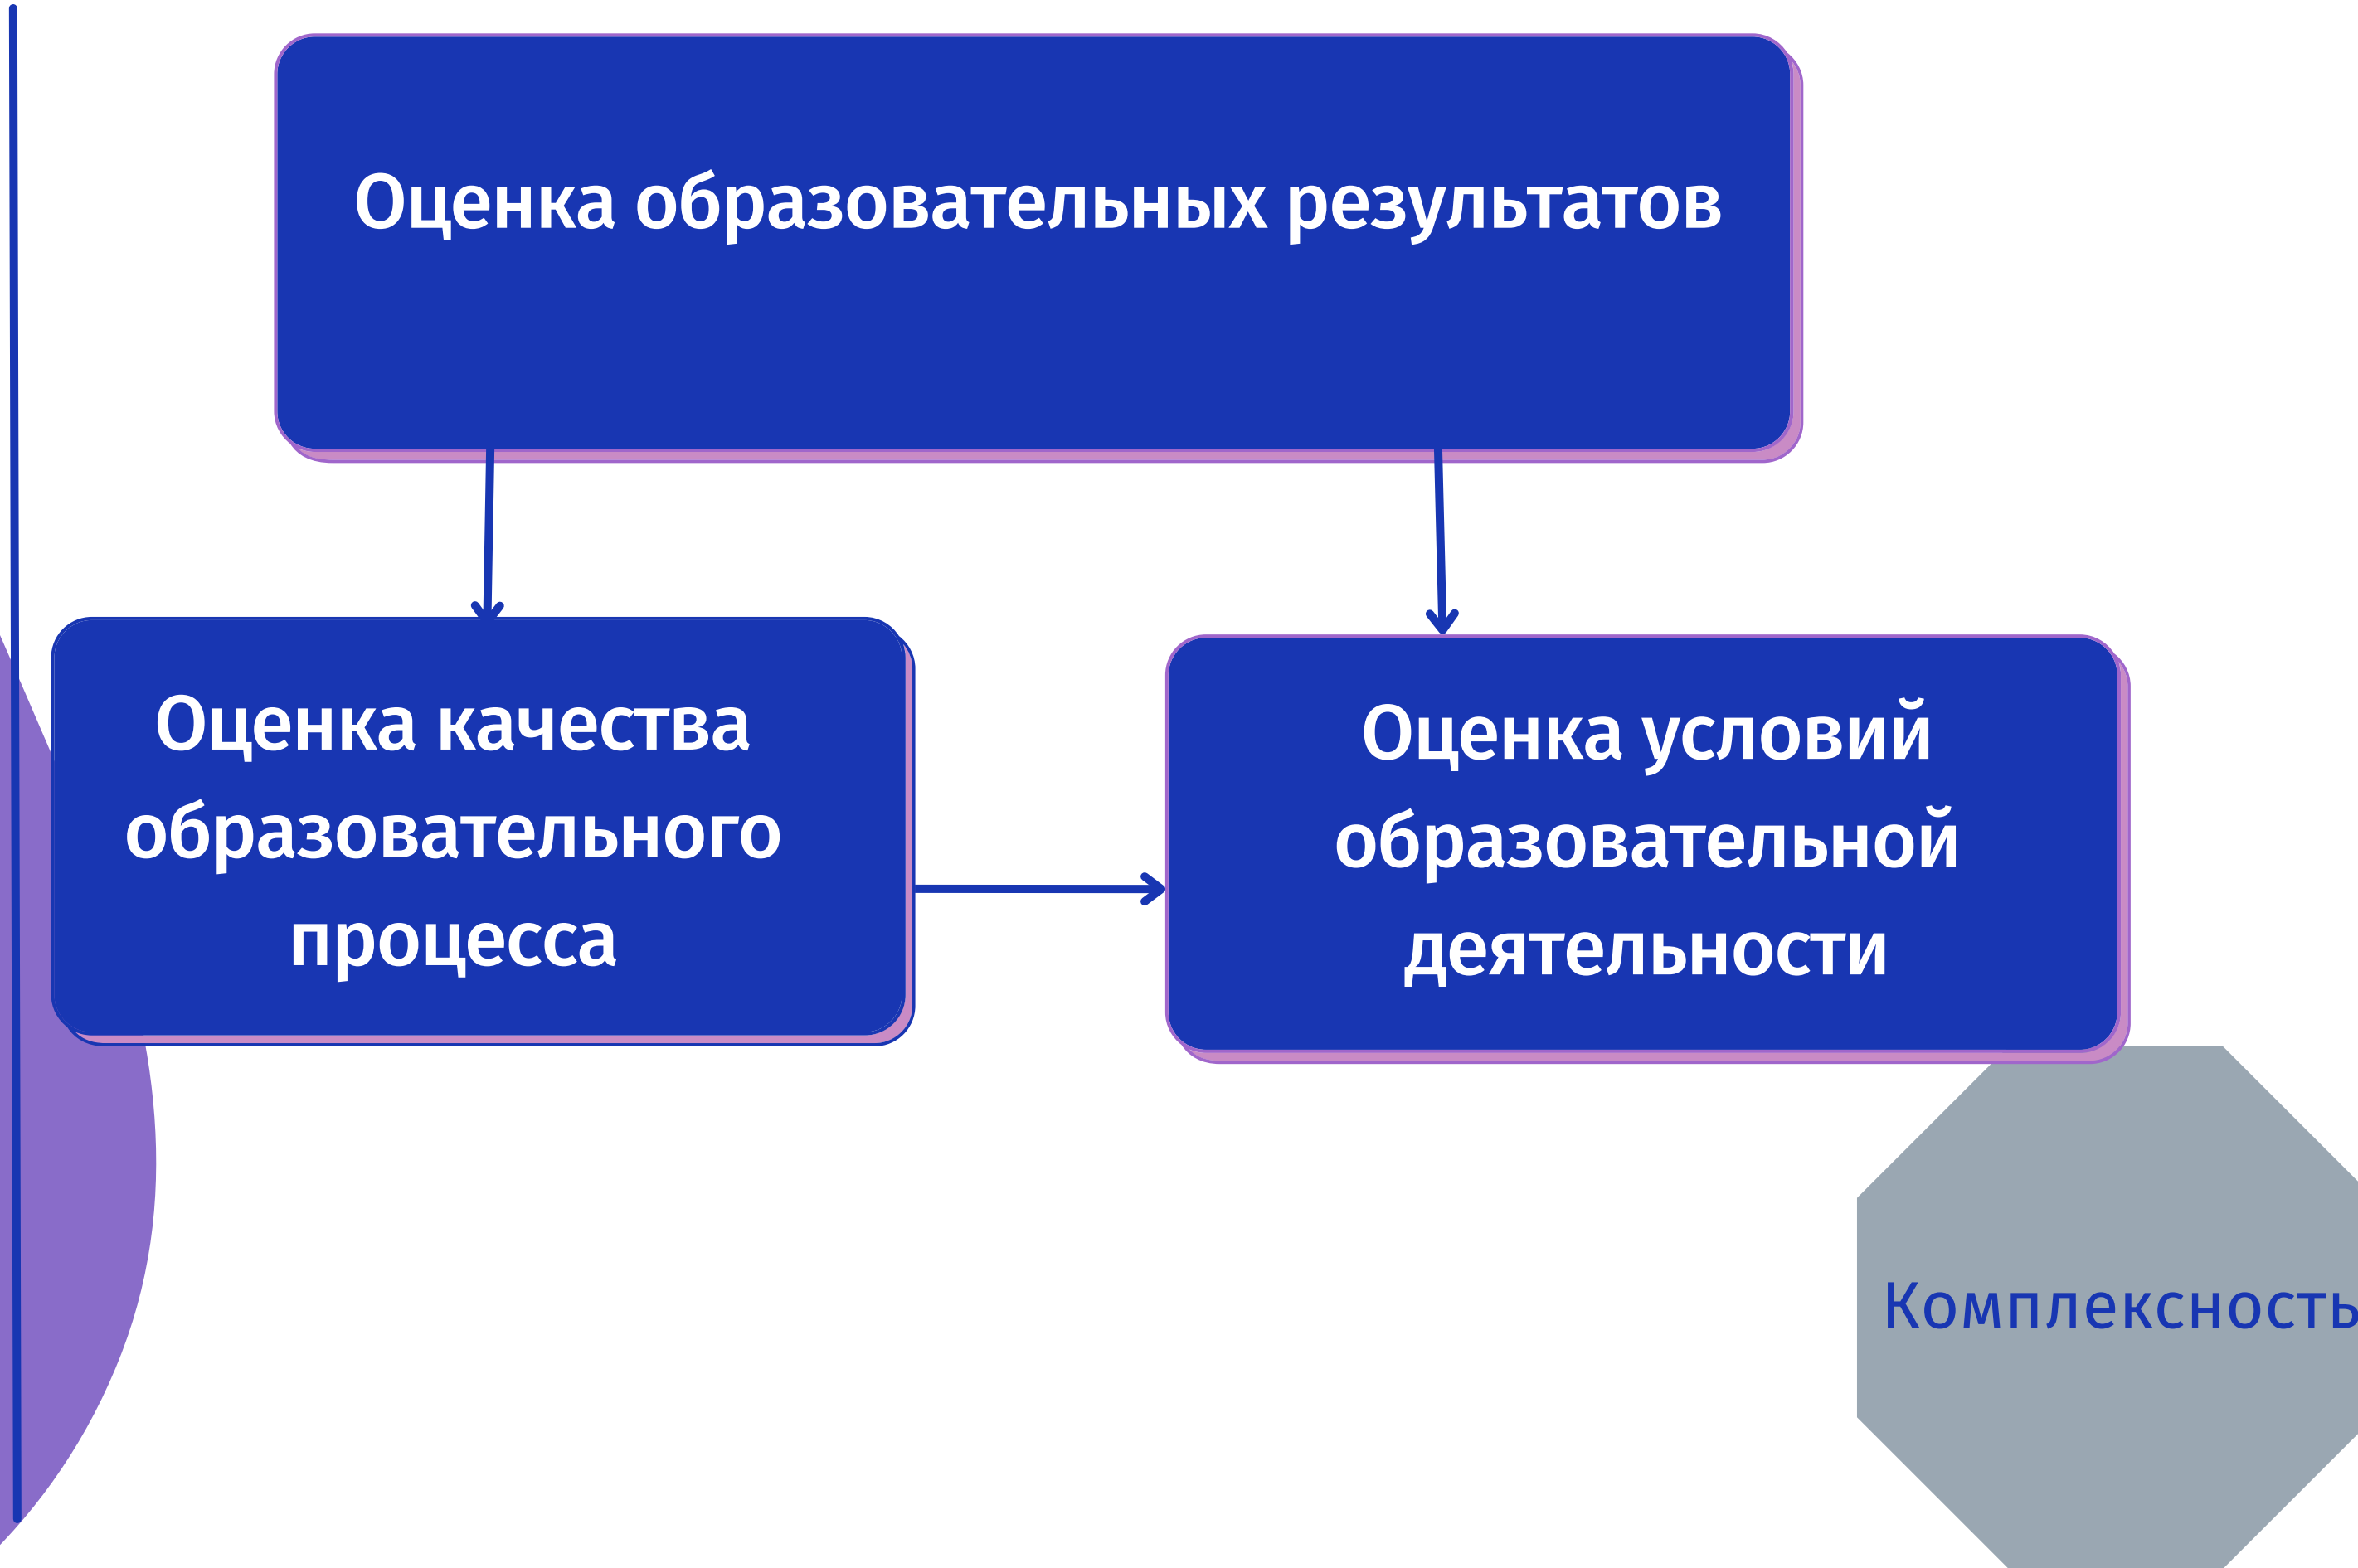 Оценка образовательных результатов
Оценка качества
образовательного
процесса
Оценка условий
образовательной
деятельности
Комплексность